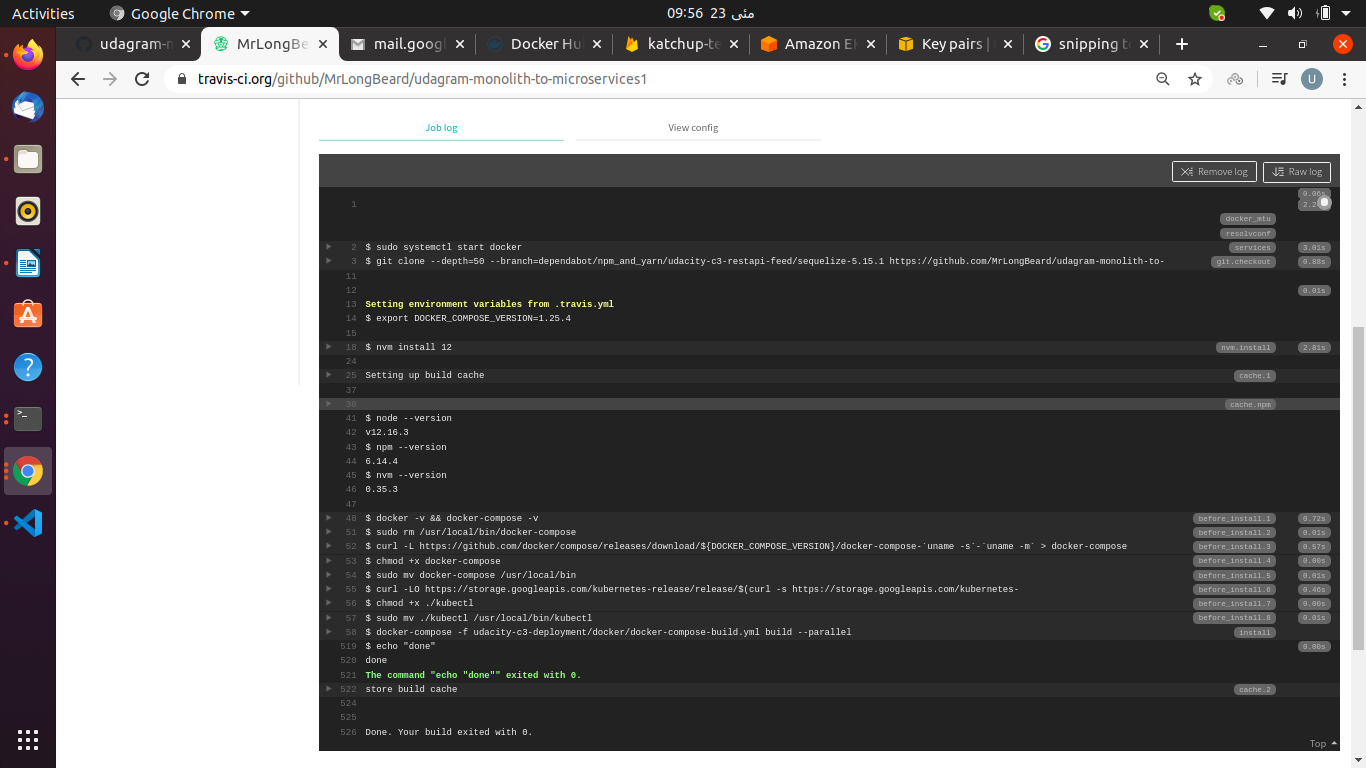 Activities
Google Chrome
09:56 23 مئی
udagram-m
MrLongBe
mail.goog
Docker Hu
katchup-te
Amazon E
Key pairs |
snipping t
travis-ci.org/github/MrLongBeard/udagram-monolith-to-microservices1
U
Job log
View config
Remove log
Raw log
0.06s
1
docker_mtu
resolvconf
2 $ sudo systemctl start docker services 3.01s
3 $ git clone --depth=50 --branch=dependabot/npm_and_yarn/udacity-c3-restapi-feed/sequelize-5.15.1 https://github.com/MrLongBeard/udagram-monolith-to- git.checkout 0.88s
11
12 0.01s
13 Setting environment variables from .travis.yml
14 $ export DOCKER_COMPOSE_VERSION=1.25.4
15
18 $ nvm install 12 nvm.install 2.81s
24
25 Setting up build cache cache.1
37
38 cache.npm
41 $ node --version
42 v12.16.3
43 $ npm --version
44 6.14.4
45 $ nvm --version
46 0.35.3
47
48 $ docker -v && docker-compose -v before_install.1 0.72s
51 $ sudo rm /usr/local/bin/docker-compose before_install.2 0.01s
52 $ curl -L https://github.com/docker/compose/releases/download/${DOCKER_COMPOSE_VERSION}/docker-compose-`uname -s`-`uname -m` > docker-compose before_install.3 0.57s
53 $ chmod +x docker-compose before_install.4 0.00s
54 $ sudo mv docker-compose /usr/local/bin before_install.5 0.01s
55 $ curl -LO https://storage.googleapis.com/kubernetes-release/release/$(curl -s https://storage.googleapis.com/kubernetes- before_install.6 0.46s
56 $ chmod +x ./kubectl before_install.7 0.00s
57 $ sudo mv ./kubectl /usr/local/bin/kubectl before_install.8 0.01s
58 $ docker-compose -f udacity-c3-deployment/docker/docker-compose-build.yml build --parallel install
519 $ echo "done" 0.00s
520 done
521 The command "echo "done"" exited with 0.
522 store build cache cache.2
524
525
526 Done. Your build exited with 0.
Top